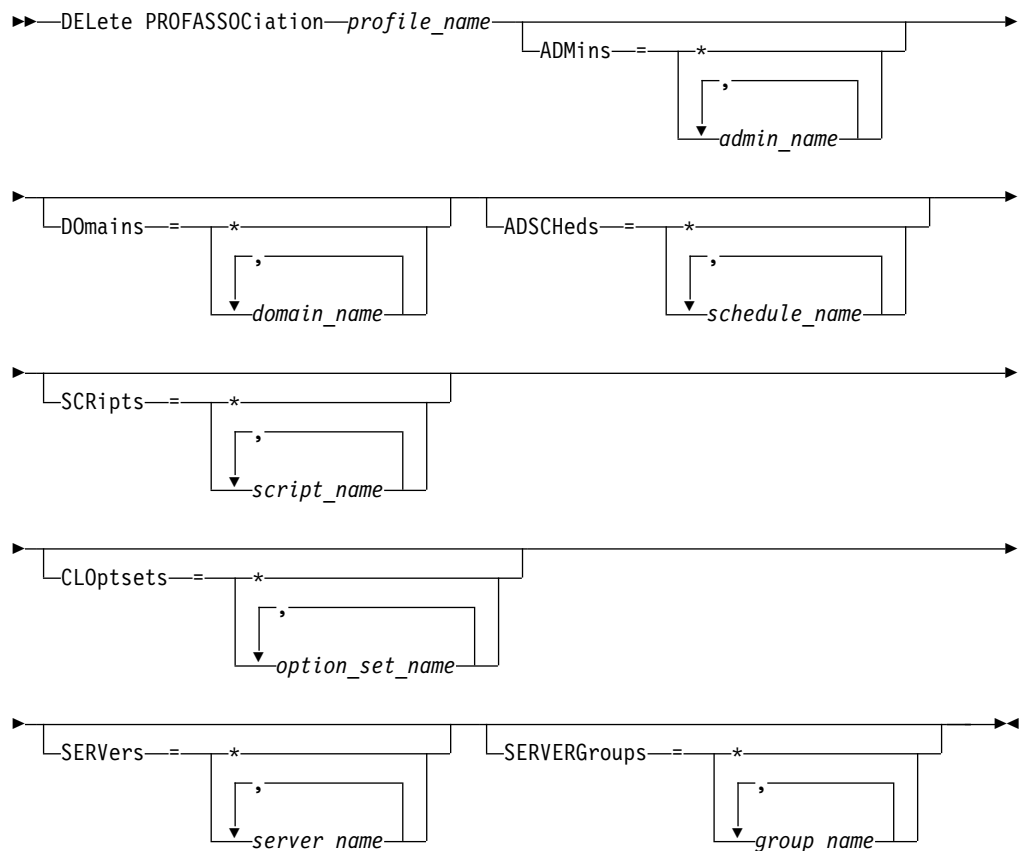 DELete PROFASSOCiation profile_name
ADMins = *
,
admin_name
DOmains = * ADSCHeds = *
, ,
domain_name schedule_name
SCRipts = *
,
script_name
CLOptsets = *
,
option_set_name
SERVers = * SERVERGroups = *
, ,
server_name group_name